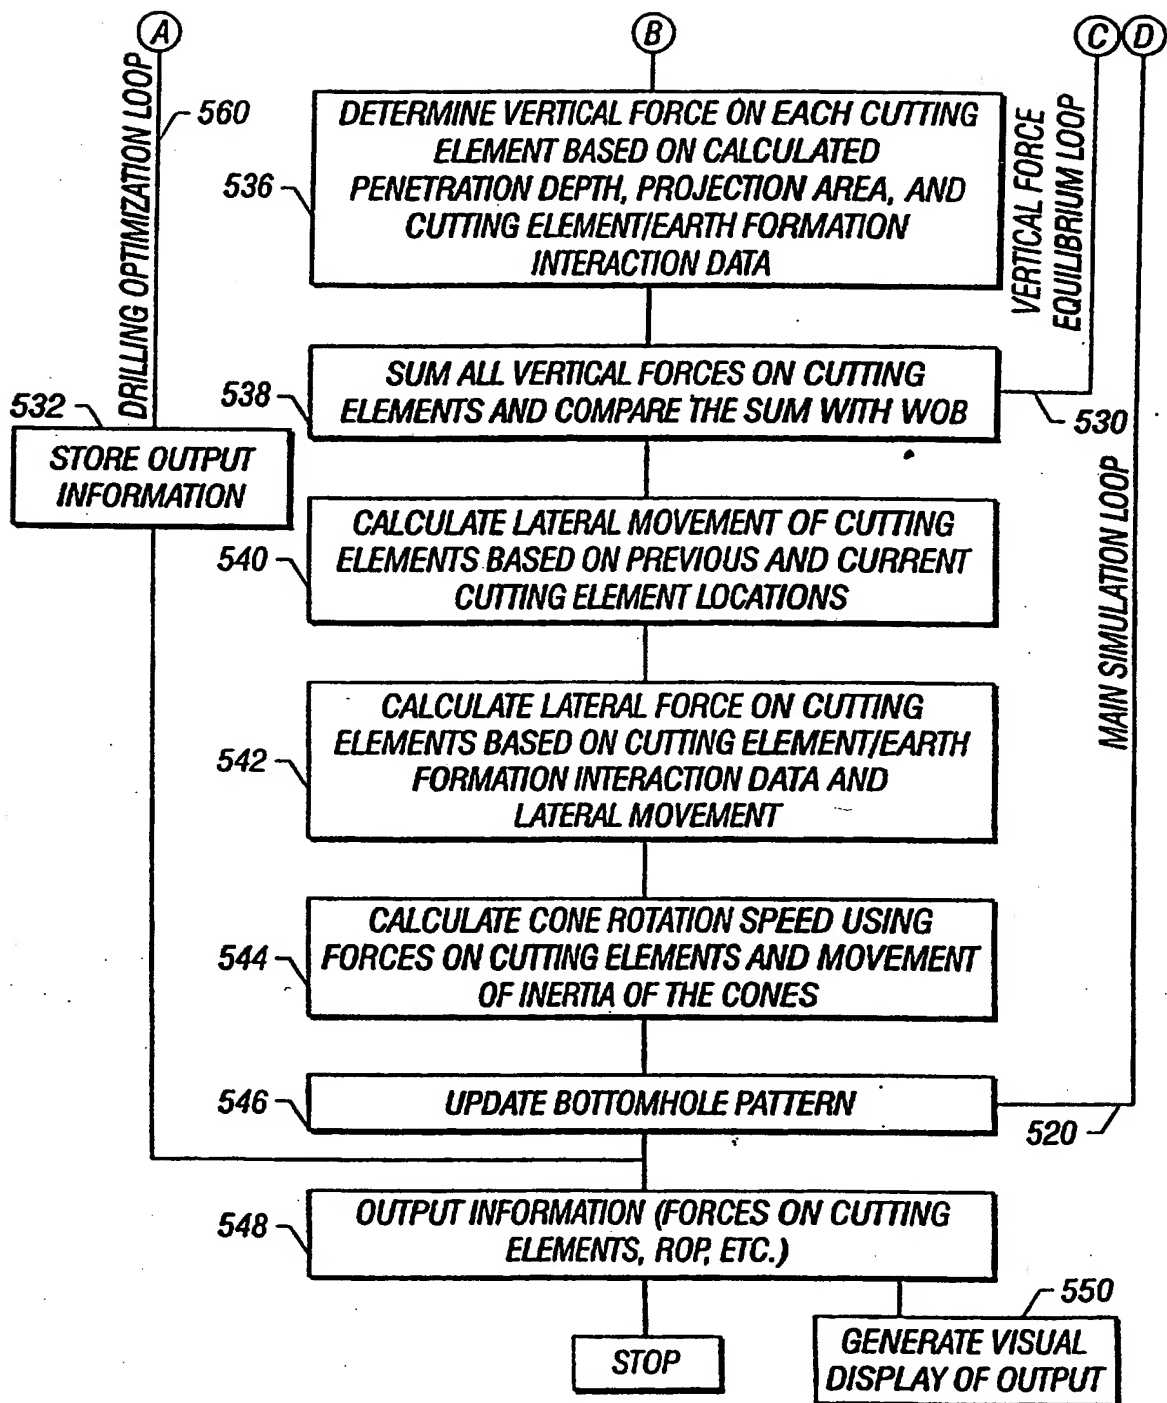 A
B
C D
DRILLING OPTIMIZATION LOOP
560
536
DETERMINE VERTICAL FORCE ON EACH CUTTING
ELEMENT BASED ON CALCULATED
PENETRATION DEPTH, PROJECTION AREA, AND
CUTTING ELEMENT/EARTH FORMATION
INTERACTION DATA
VERTICAL FORCE
EQUILIBRIUM LOOP
538
SUM ALL VERTICAL FORCES ON CUTTING
ELEMENTS AND COMPARE THE SUM WITH WOB
530
532
STORE OUTPUT
INFORMATION
540
CALCULATE LATERAL MOVEMENT OF CUTTING
ELEMENTS BASED ON PREVIOUS AND CURRENT
CUTTING ELEMENT LOCATIONS
MAIN SIMULATION LOOP
542
CALCULATE LATERAL FORCE ON CUTTING
ELEMENTS BASED ON CUTTING ELEMENT/EARTH
FORMATION INTERACTION DATA AND
LATERAL MOVEMENT
544
CALCULATE CONE ROTATION SPEED USING
FORCES ON CUTTING ELEMENTS AND MOVEMENT
OF INERTIA OF THE CONES
546
UPDATE BOTTOMHOLE PATTERN
520
548
OUTPUT INFORMATION (FORCES ON CUTTING
ELEMENTS, ROP, ETC.)
550
STOP
GENERATE VISUAL
DISPLAY OF OUTPUT